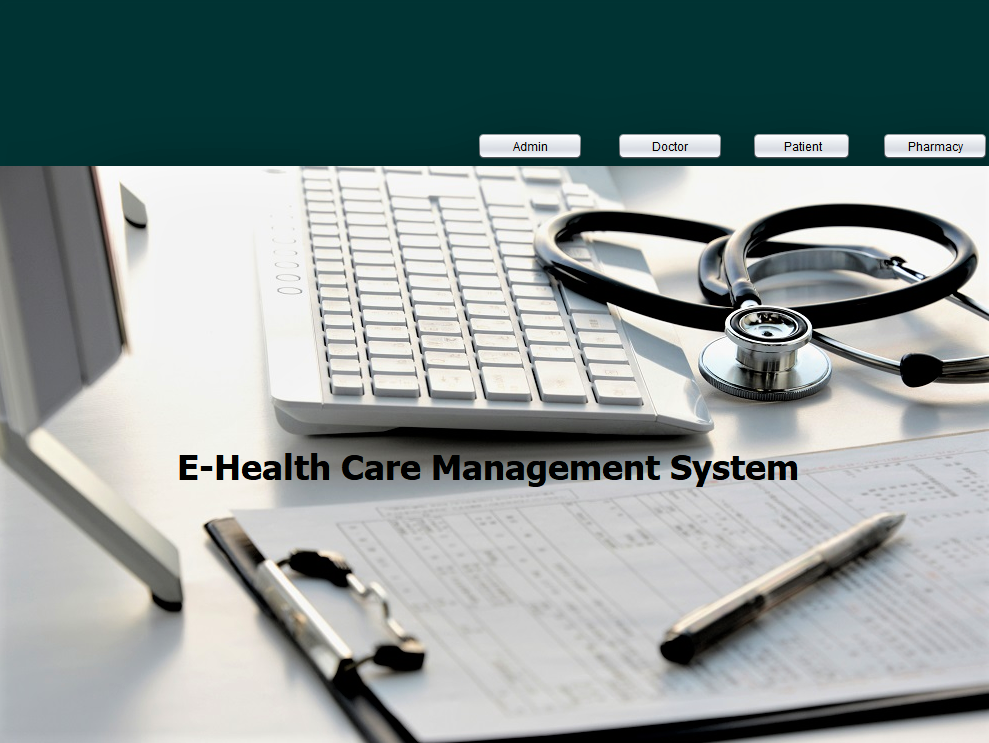 Admin
Doctor
Patient
Pharmacy
E-Health Care Management System